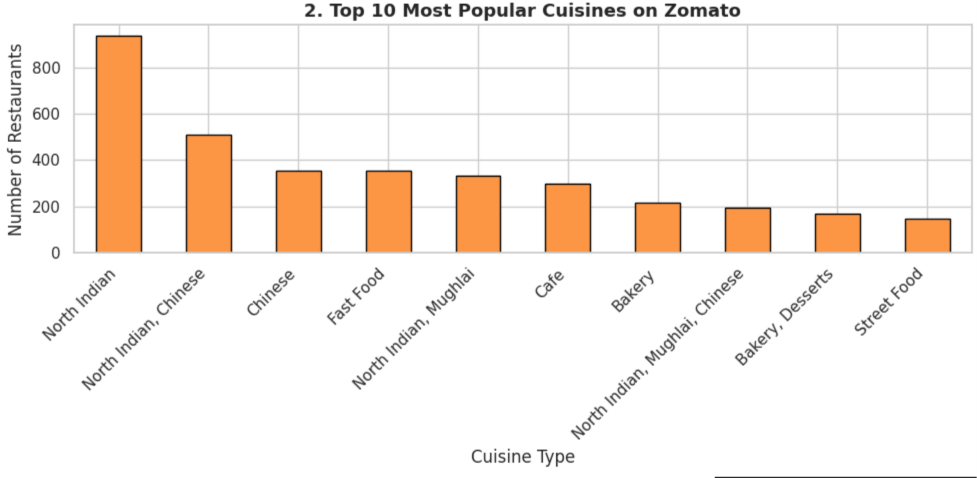 2. Top 10 Most Popular Cuisines on Zomato
Number of Restaurants
800
600
400
200
0
North Indian
North Indian, Chinese
Chinese
Fast Food
North Indian, Mughlai
Cafe
Bakery
North Indian, Mughlai, Chinese
Bakery, Desserts
Street Food
Cuisine Type